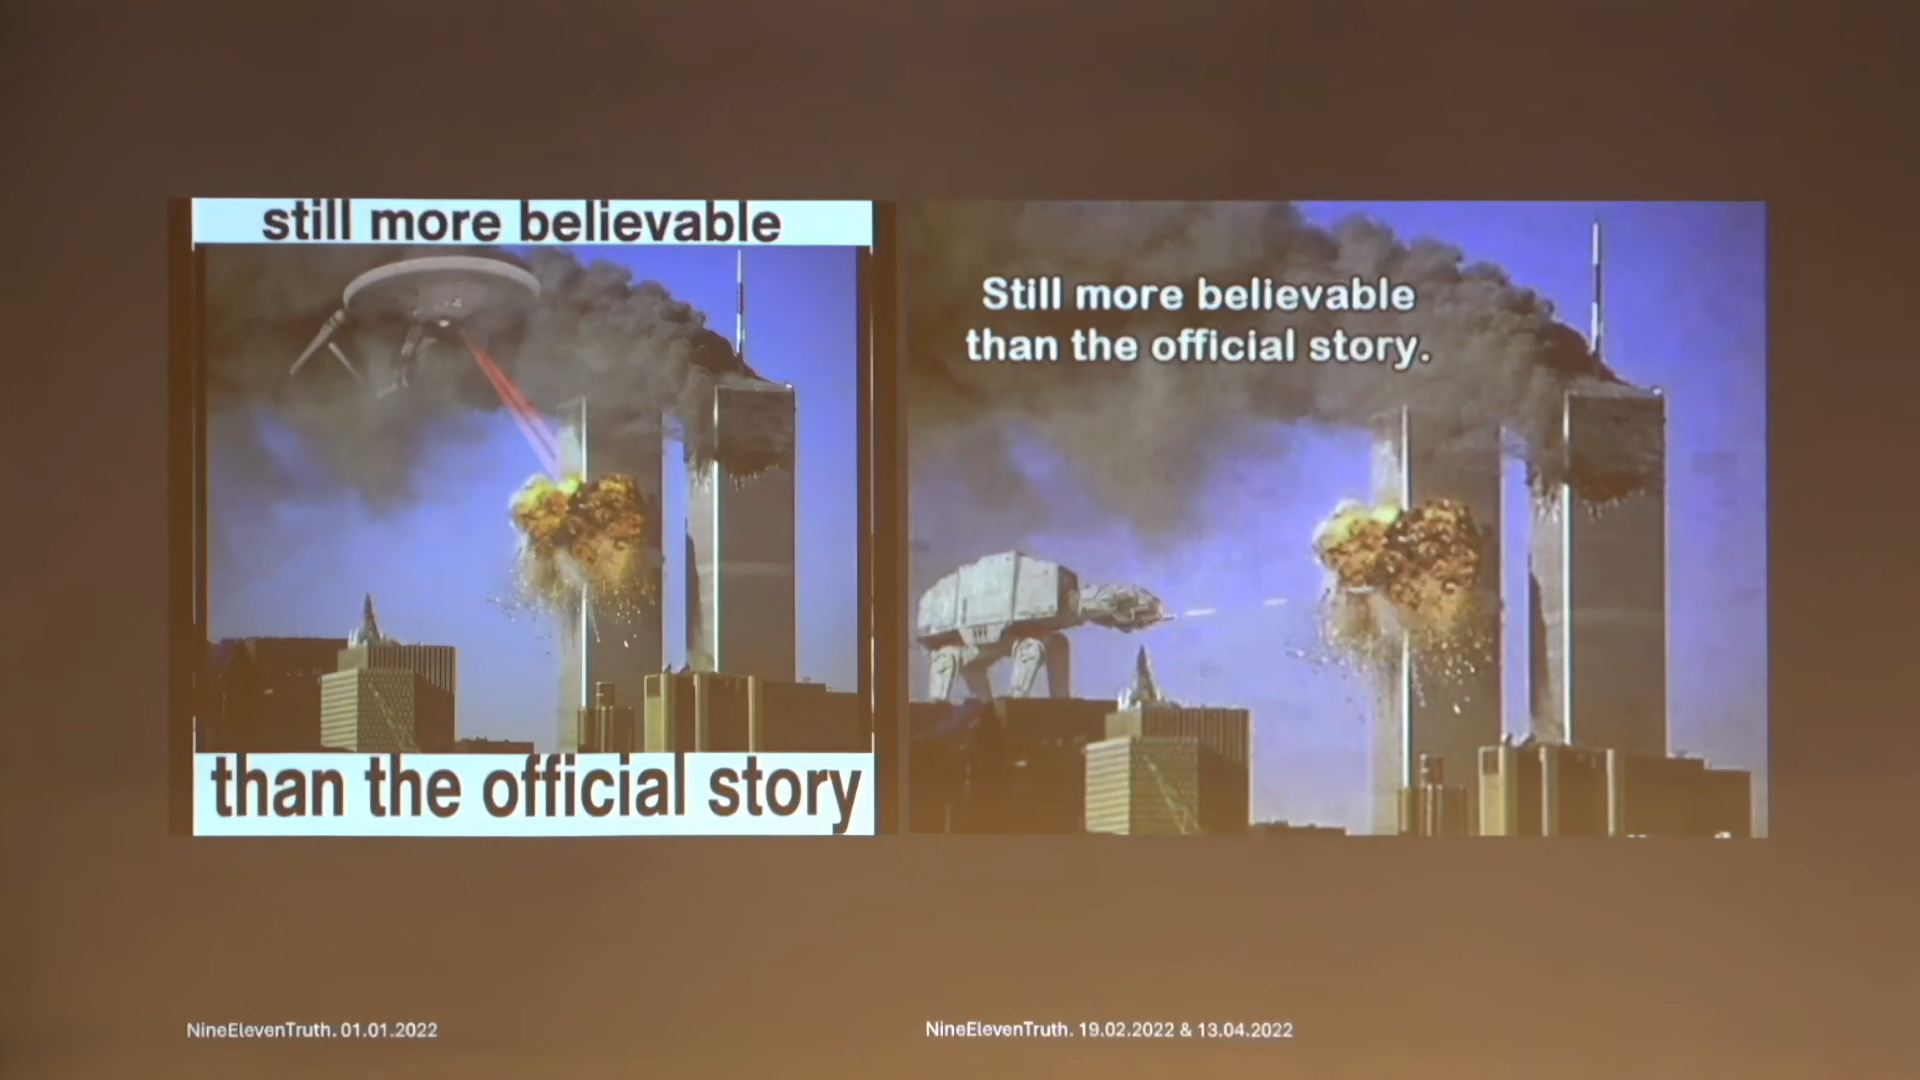 still more believable
than the official story
Still more believable
than the official story.
NineElevenTruth. 01.01.2022
NineElevenTruth. 19.02.2022 & 13.04.2022